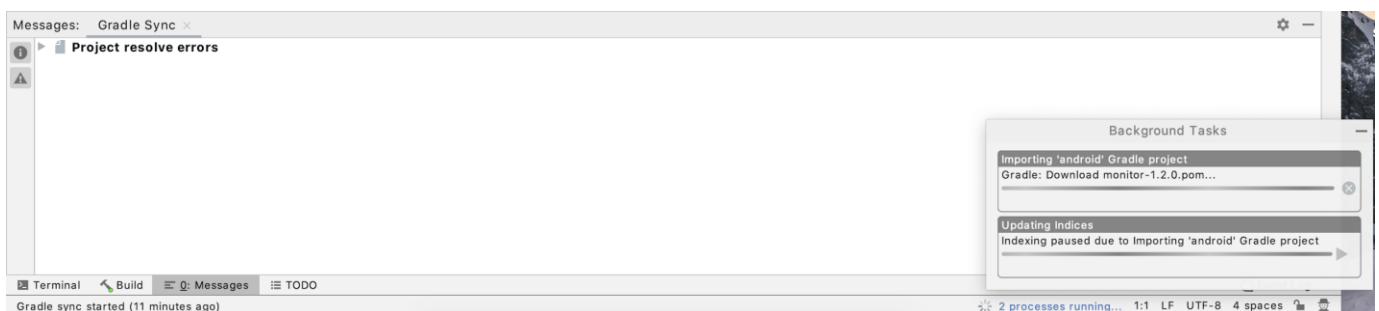 Messages: Gradle Sync
Project resolve errors
Background Tasks
Importing 'android' Gradle project
Gradle: Download monitor-1.2.0.pom...
Updating Indices
Indexing paused due to Importing 'android' Gradle project
Terminal Build 0: Messages TODO
Gradle sync started (11 minutes ago) 2 processes running... 1:1 LF UTF-8 4 spaces